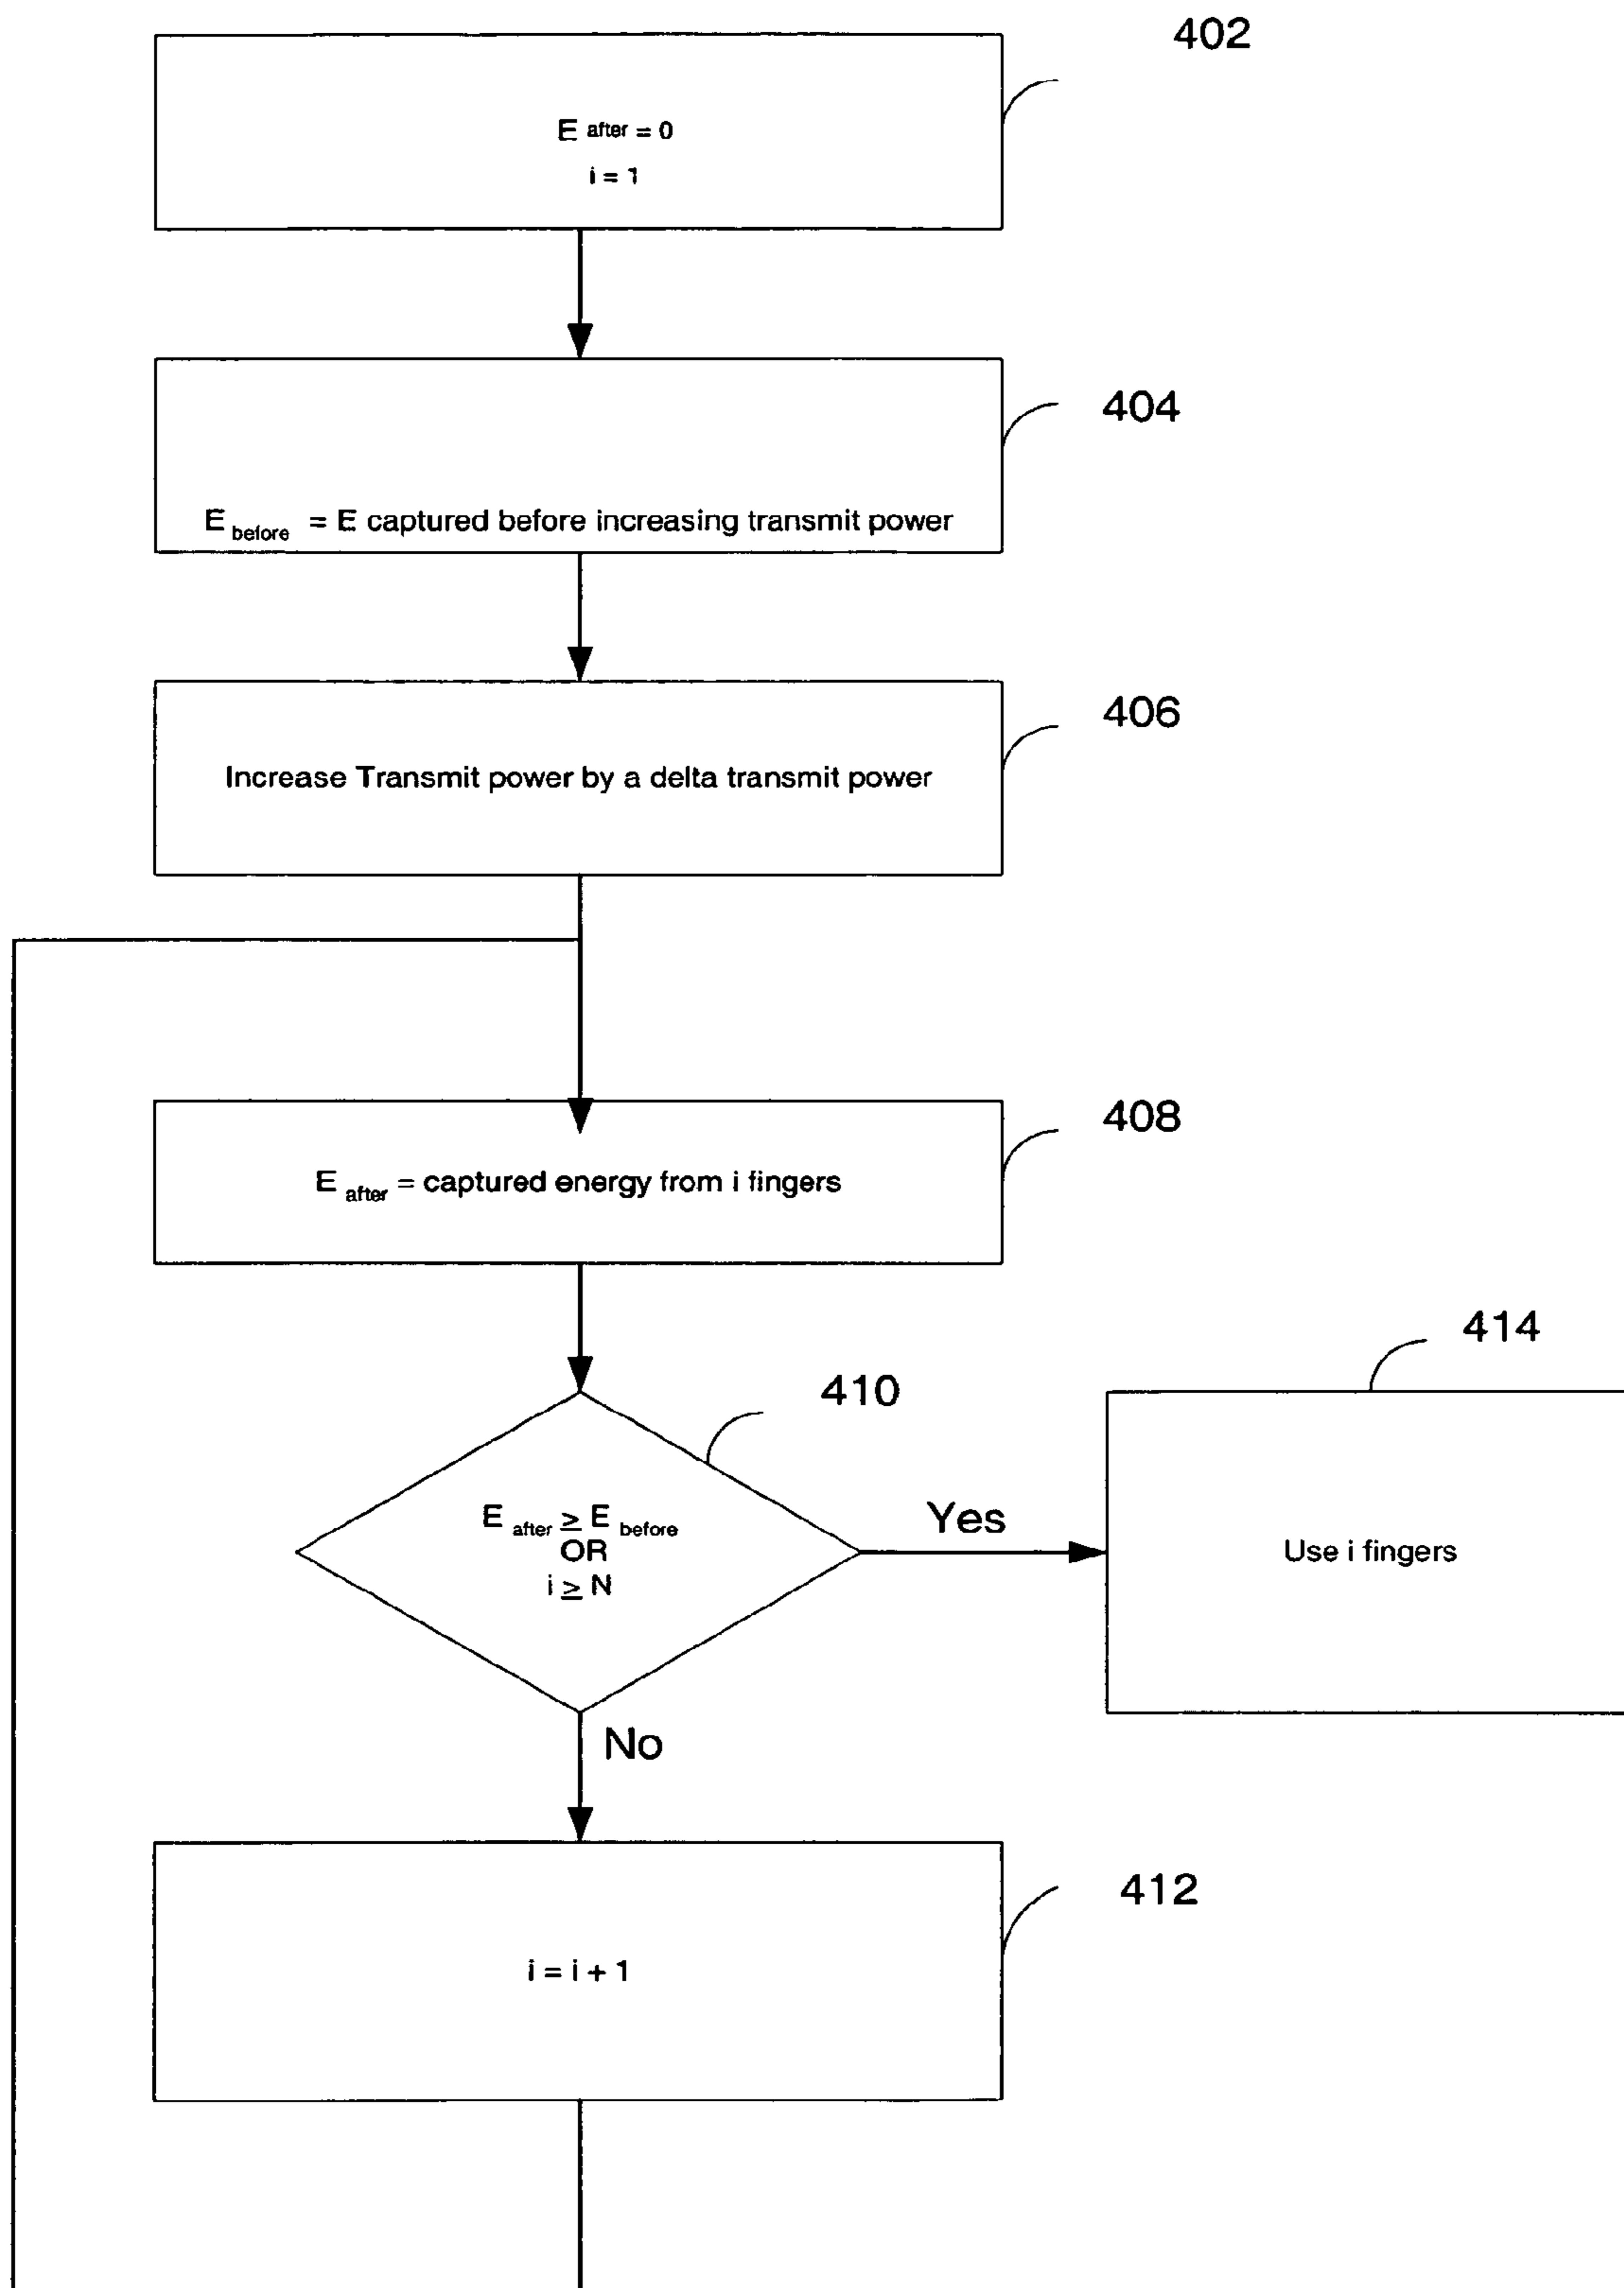 402
E after = 0
i = 1
404
E before = E captured before increasing transmit power
406
Increase Transmit power by a delta transmit power
408
E after = captured energy from i fingers
414
410
E after ≥ E before
OR
i ≥ N
Yes
Use i fingers
No
412
i = i + 1